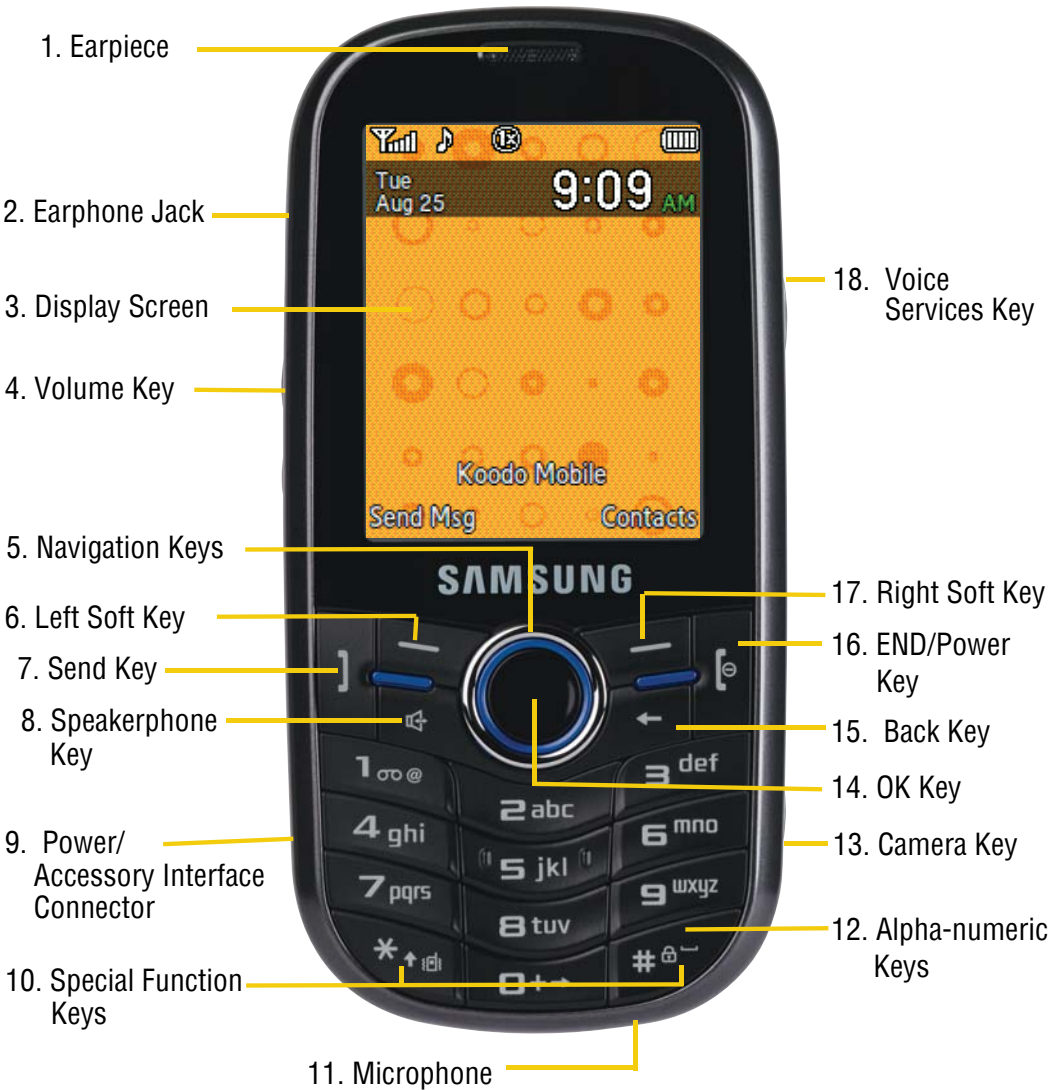 1. Earpiece
2. Earphone Jack
3. Display Screen
4. Volume Key
5. Navigation Keys
6. Left Soft Key
7. Send Key
8. Speakerphone
Key
9. Power/
Accessory Interface
Connector
10. Special Function
Keys
11. Microphone
1X
Tue
Aug 25
9:09 AM
Koodo Mobile
Send Msg
Contacts
SAMSUNG
1 @
2 abc
3 def
4 ghi
5 jkl
6 mno
7 pqrs
8 tuv
9 wxyz
*
0 +
#
12. Alpha-numeric
Keys
13. Camera Key
14. OK Key
15. Back Key
16. END/Power
Key
17. Right Soft Key
18. Voice
Services Key